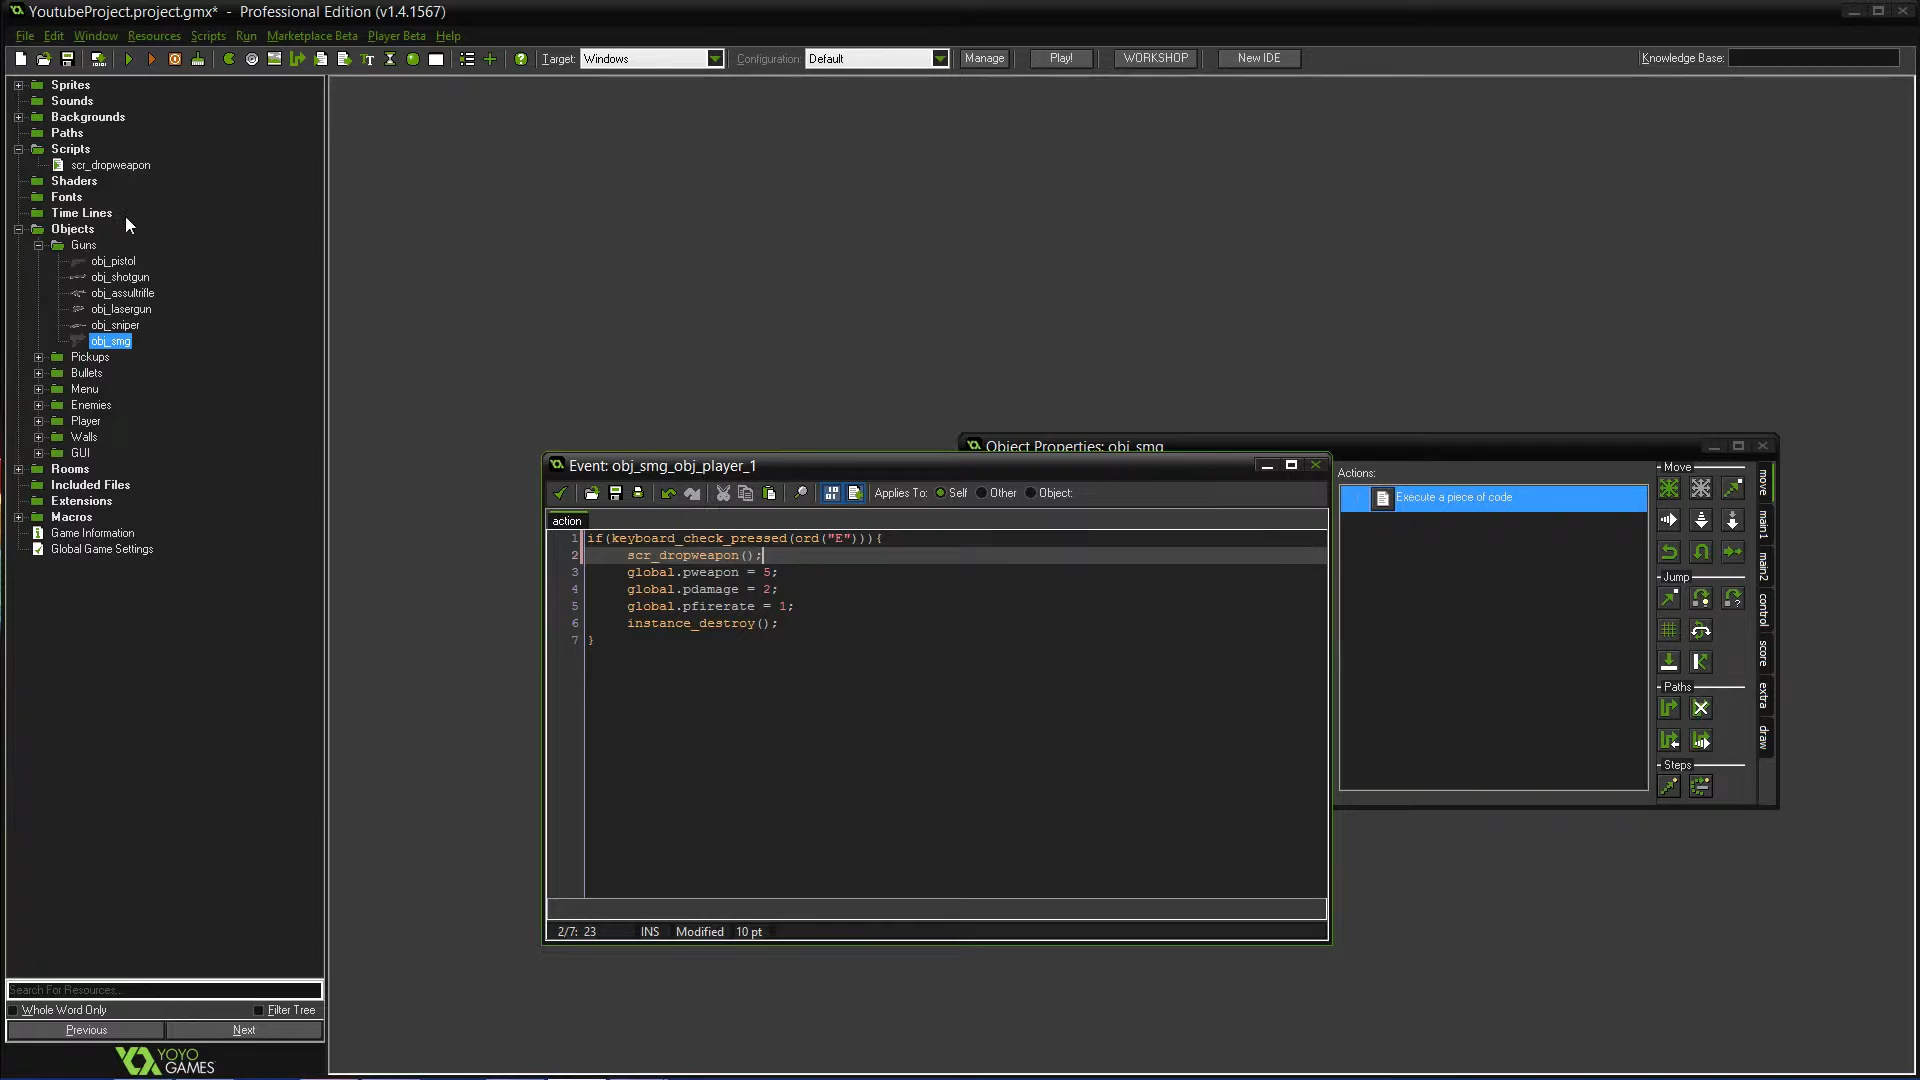 YoutubeProject.project.gmx* - Professional Edition (v1.4.1567)
File Edit Window Resources Scripts Run Marketplace Beta Player Beta Help
Target: Windows Configuration: Default Manage Play! WORKSHOP New IDE Knowledge Base:
Sprites
Sounds
Backgrounds
Paths
Scripts
scr_dropweapon
Shaders
Fonts
Time Lines
Objects
Guns
obj_pistol
obj_shotgun
obj_assultrifle
obj_lasergun
obj_sniper
obj_smg
Pickups
Bullets
Menu
Enemies
Player
Walls
GUI
Rooms
Included Files
Extensions
Macros
Game Information
Global Game Settings
Search For Resources...
Whole Word Only Filter Tree
Previous Next
YOYO
GAMES
Object Properties: obj_smg
Event: obj_smg_obj_player_1
Applies To: Self Other Object:
action
1 if(keyboard_check_pressed(ord("E"))){
2 scr_dropweapon();
3 global.pweapon = 5;
4 global.pdamage = 2;
5 global.pfirerate = 1;
6 instance_destroy();
7 }
2/7: 23 INS Modified 10 pt
Actions:
Execute a piece of code
Move
Jump
Paths
Steps
move
main1
main2
control
score
extra
draw